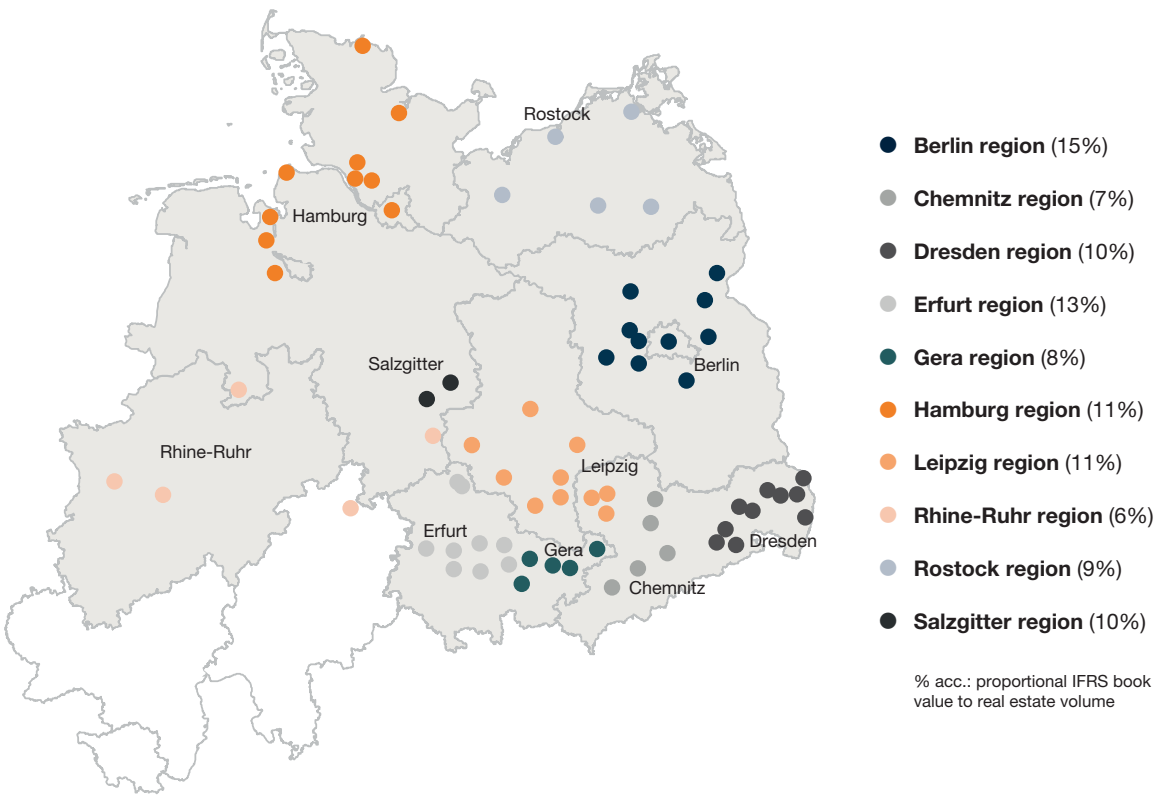 Rostock
Hamburg
Salzgitter
Berlin
Rhine-Ruhr
Leipzig
Erfurt
Gera
Dresden
Chemnitz
Berlin region (15%)
Chemnitz region (7%)
Dresden region (10%)
Erfurt region (13%)
Gera region (8%)
Hamburg region (11%)
Leipzig region (11%)
Rhine-Ruhr region (6%)
Rostock region (9%)
Salzgitter region (10%)
% acc.: proportional IFRS book
value to real estate volume